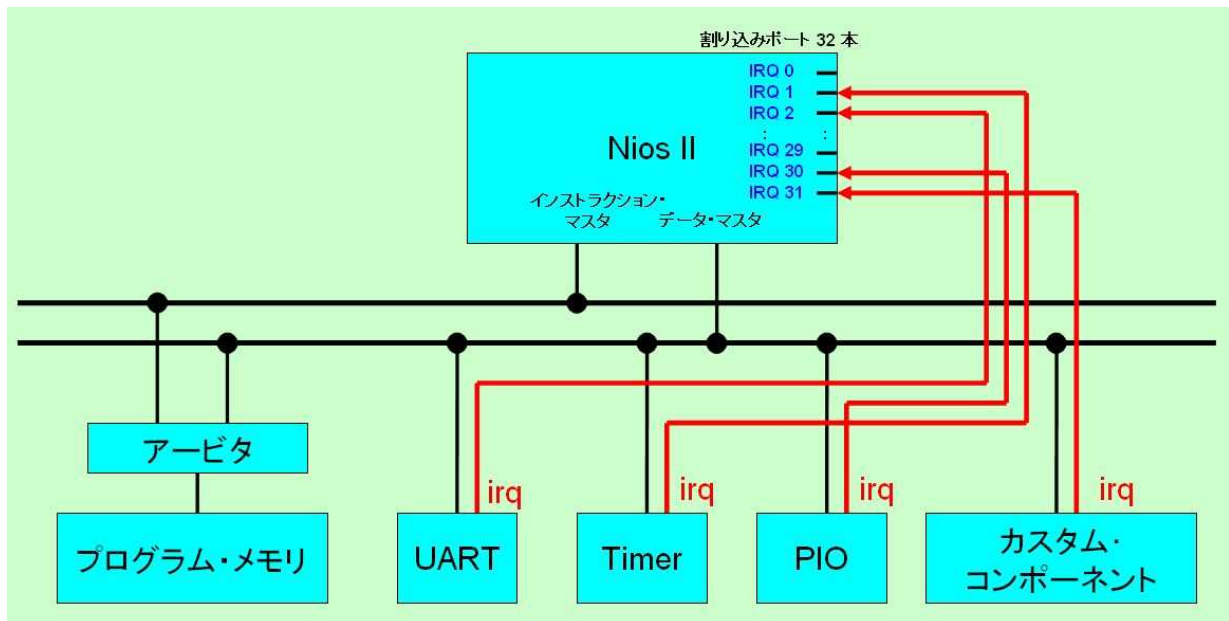 割り込みポート 32 本
IRQ 0
IRQ 1
IRQ 2
:
:
IRQ 29
IRQ 30
IRQ 31
Nios II
インストラクション・
マスタ
データ・マスタ
アービタ
プログラム・メモリ
irq
UART
irq
Timer
irq
PIO
irq
カスタム・
コンポーネント